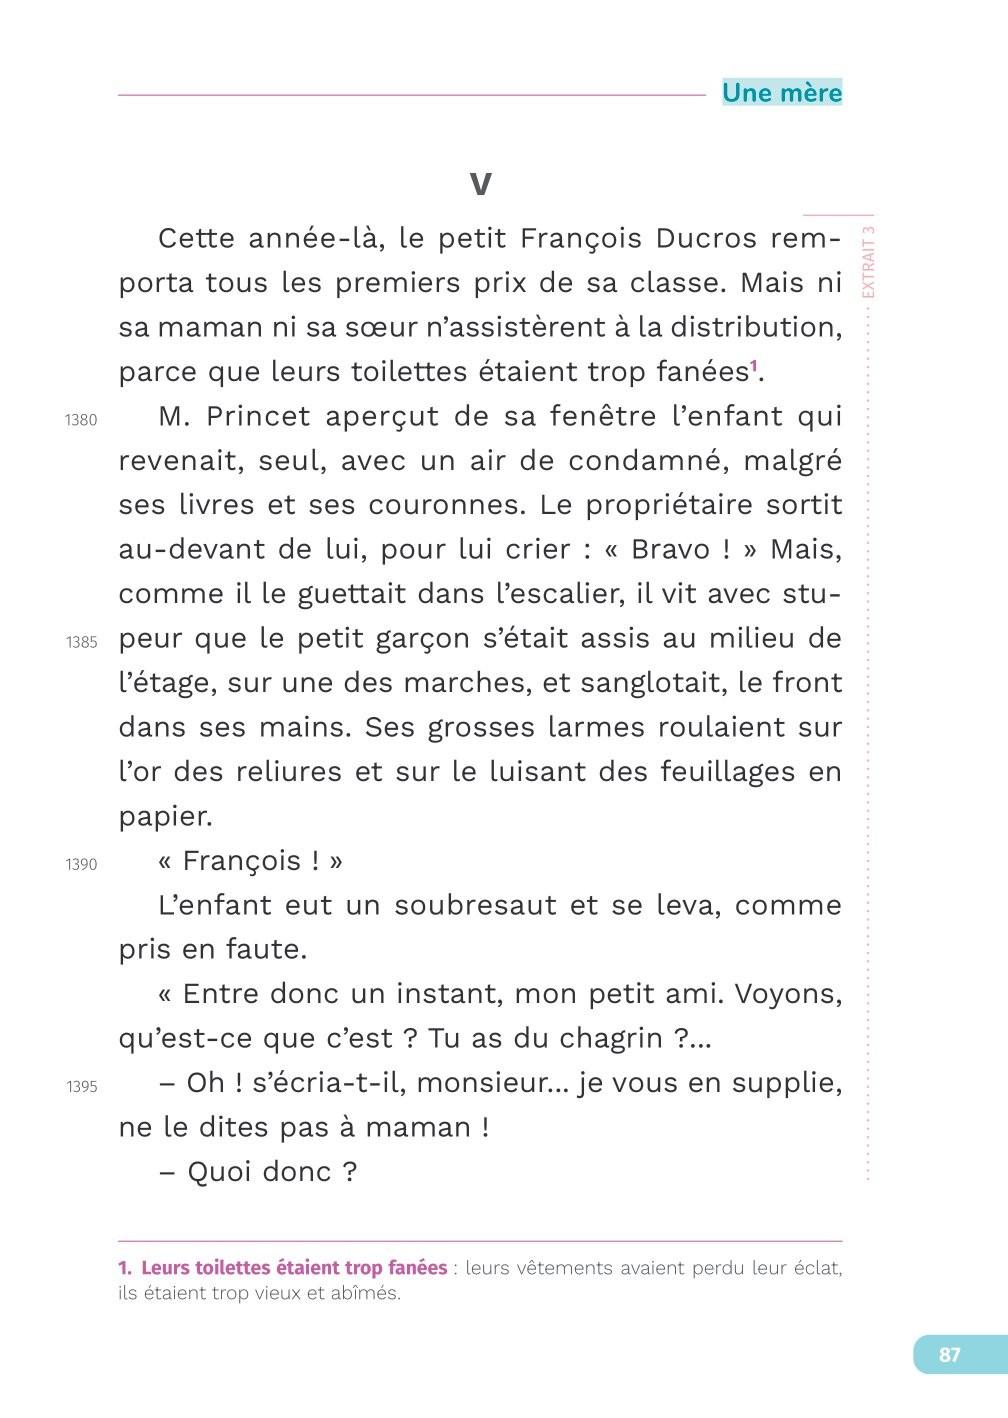 Une mère
V
Cette année-là, le petit François Ducros rem-
porta tous les premiers prix de sa classe. Mais ni
sa maman ni sa sœur n’assistèrent à la distribution,
parce que leurs toilettes étaient trop fanées¹.
1380 M. Princet aperçut de sa fenêtre l’enfant qui
revenait, seul, avec un air de condamné, malgré
ses livres et ses couronnes. Le propriétaire sortit
au-devant de lui, pour lui crier : « Bravo ! » Mais,
comme il le guettait dans l’escalier, il vit avec stu-
1385 peur que le petit garçon s’était assis au milieu de
l’étage, sur une des marches, et sanglotait, le front
dans ses mains. Ses grosses larmes roulaient sur
l’or des reliures et sur le luisant des feuillages en
papier.
1390 « François ! »
L’enfant eut un soubresaut et se leva, comme
pris en faute.
« Entre donc un instant, mon petit ami. Voyons,
qu’est-ce que c’est ? Tu as du chagrin ?...
1395 – Oh ! s’écria-t-il, monsieur... je vous en supplie,
ne le dites pas à maman !
– Quoi donc ?
EXTRAIT 3
1. Leurs toilettes étaient trop fanées : leurs vêtements avaient perdu leur éclat,
ils étaient trop vieux et abîmés.
87